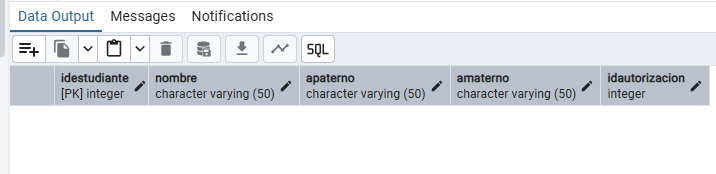 Data Output Messages Notifications
SQL
idestudiante nombre apaterno amaterno idautorizacion
[PK] integer character varying (50) character varying (50) character varying (50) integer